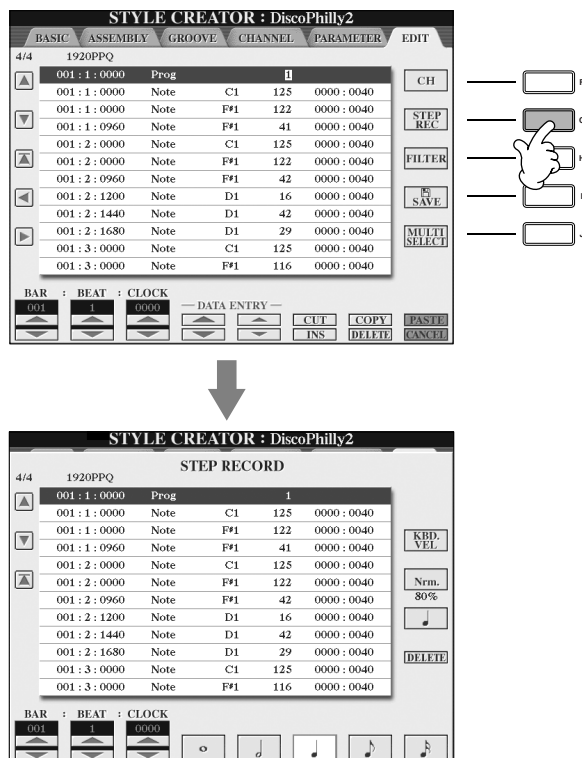 STYLE CREATOR : DiscoPhilly2
BASIC ASSEMBLY GROOVE CHANNEL PARAMETER EDIT
4/4 1920PPQ
001 : 1 : 0000 Prog 1
001 : 1 : 0000 Note C1 125 0000 : 0040
001 : 1 : 0000 Note F#1 122 0000 : 0040
001 : 1 : 0960 Note F#1 41 0000 : 0040
001 : 2 : 0000 Note C1 125 0000 : 0040
001 : 2 : 0000 Note F#1 122 0000 : 0040
001 : 2 : 0960 Note F#1 42 0000 : 0040
001 : 2 : 1200 Note D1 16 0000 : 0040
001 : 2 : 1440 Note D1 42 0000 : 0040
001 : 2 : 1680 Note D1 29 0000 : 0040
001 : 3 : 0000 Note C1 125 0000 : 0040
001 : 3 : 0000 Note F#1 116 0000 : 0040
CH
STEP
REC
FILTER
SAVE
MULTI
SELECT
BAR : BEAT : CLOCK
001 1 0000
DATA ENTRY
CUT COPY PASTE
INS DELETE CANCEL
STYLE CREATOR : DiscoPhilly2
STEP RECORD
4/4 1920PPQ
001 : 1 : 0000 Prog 1
001 : 1 : 0000 Note C1 125 0000 : 0040
001 : 1 : 0000 Note F#1 122 0000 : 0040
001 : 1 : 0960 Note F#1 41 0000 : 0040
001 : 2 : 0000 Note C1 125 0000 : 0040
001 : 2 : 0000 Note F#1 122 0000 : 0040
001 : 2 : 0960 Note F#1 42 0000 : 0040
001 : 2 : 1200 Note D1 16 0000 : 0040
001 : 2 : 1440 Note D1 42 0000 : 0040
001 : 2 : 1680 Note D1 29 0000 : 0040
001 : 3 : 0000 Note C1 125 0000 : 0040
001 : 3 : 0000 Note F#1 116 0000 : 0040
KBD.
VEL
Nrm.
80%
DELETE
BAR : BEAT : CLOCK
001 1 0000